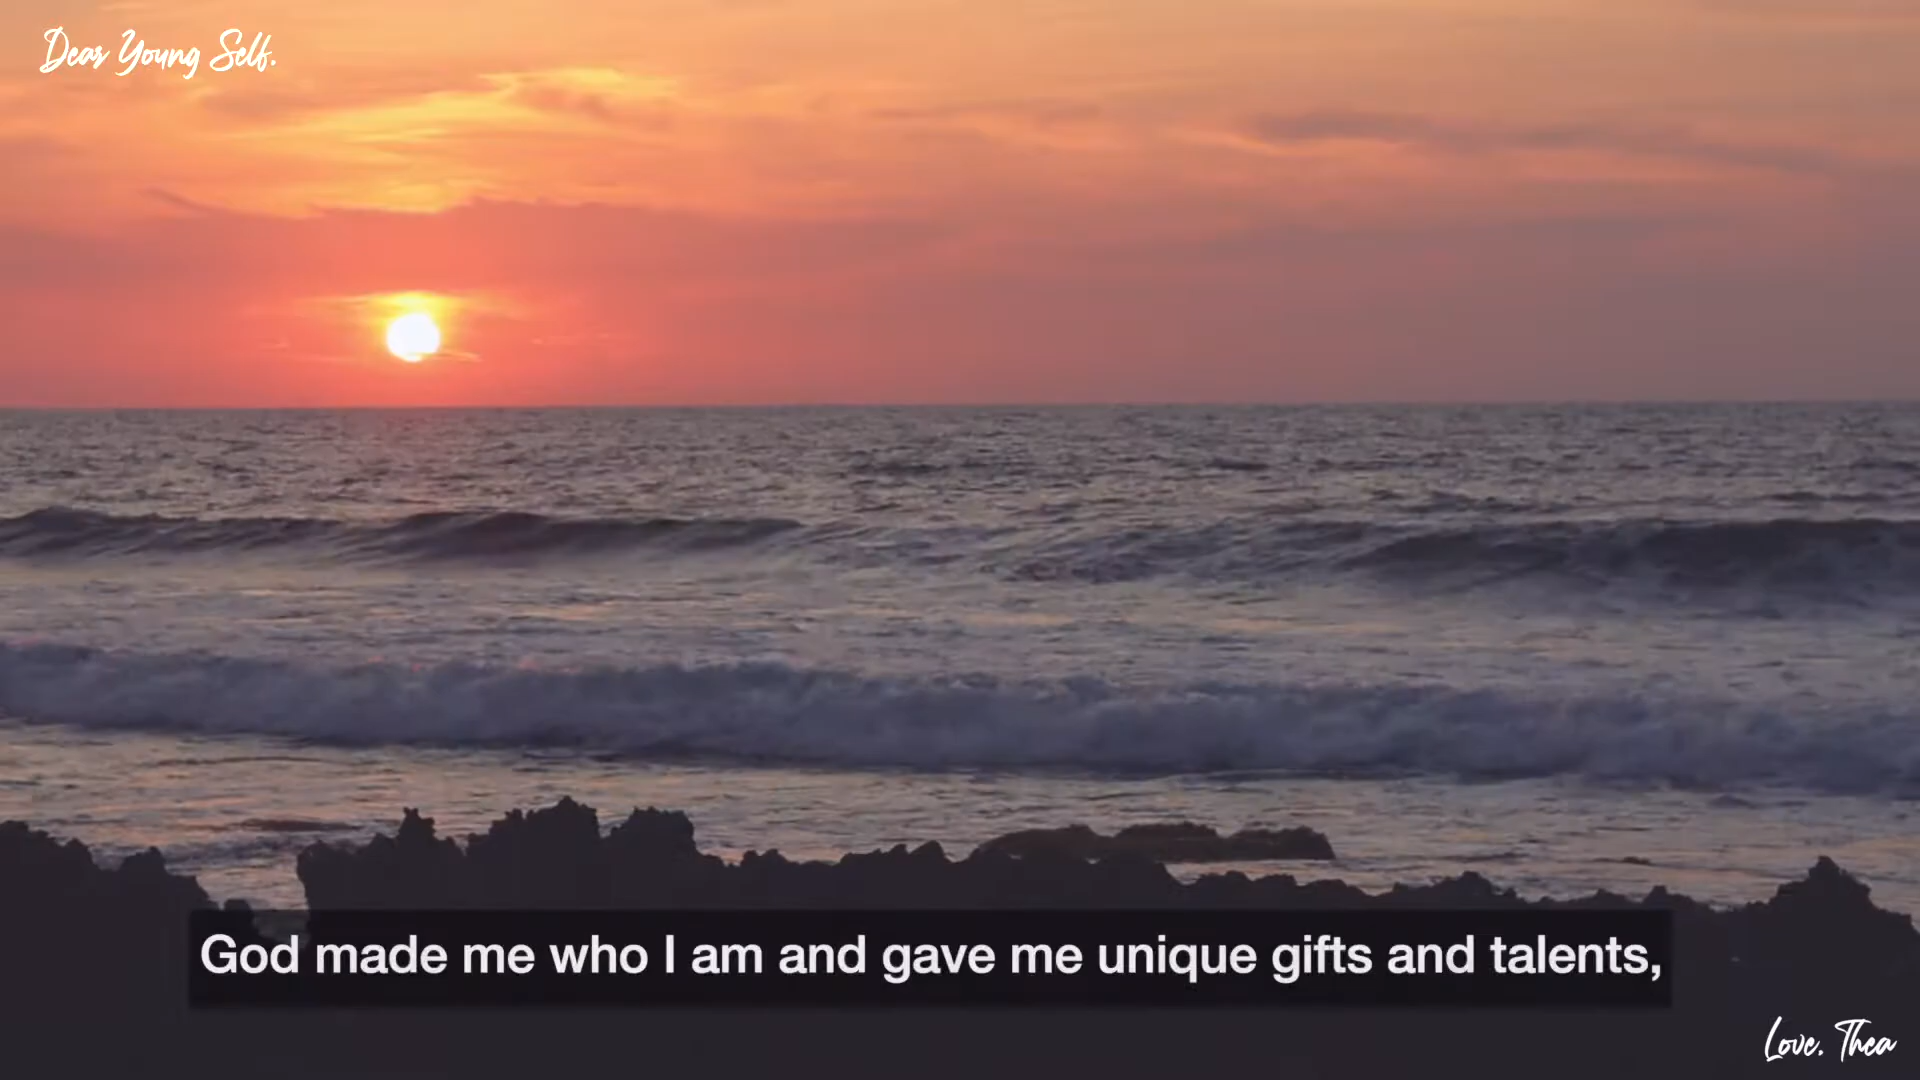 Dear Young Self.
God made me who I am and gave me unique gifts and talents,
Love, Thea